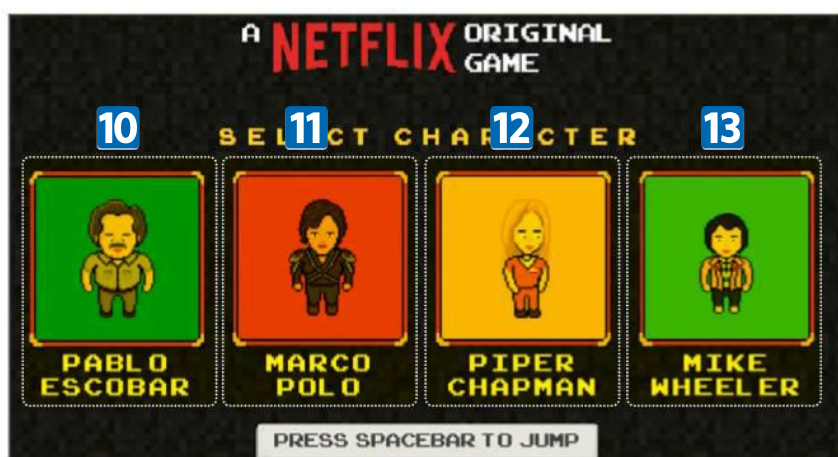 A NETFLIX ORIGINAL GAME
10 11 12 13
SELECT CHARACTER
PABLO ESCOBAR
MARCO POLO
PIPER CHAPMAN
MIKE WHEELER
PRESS SPACEBAR TO JUMP